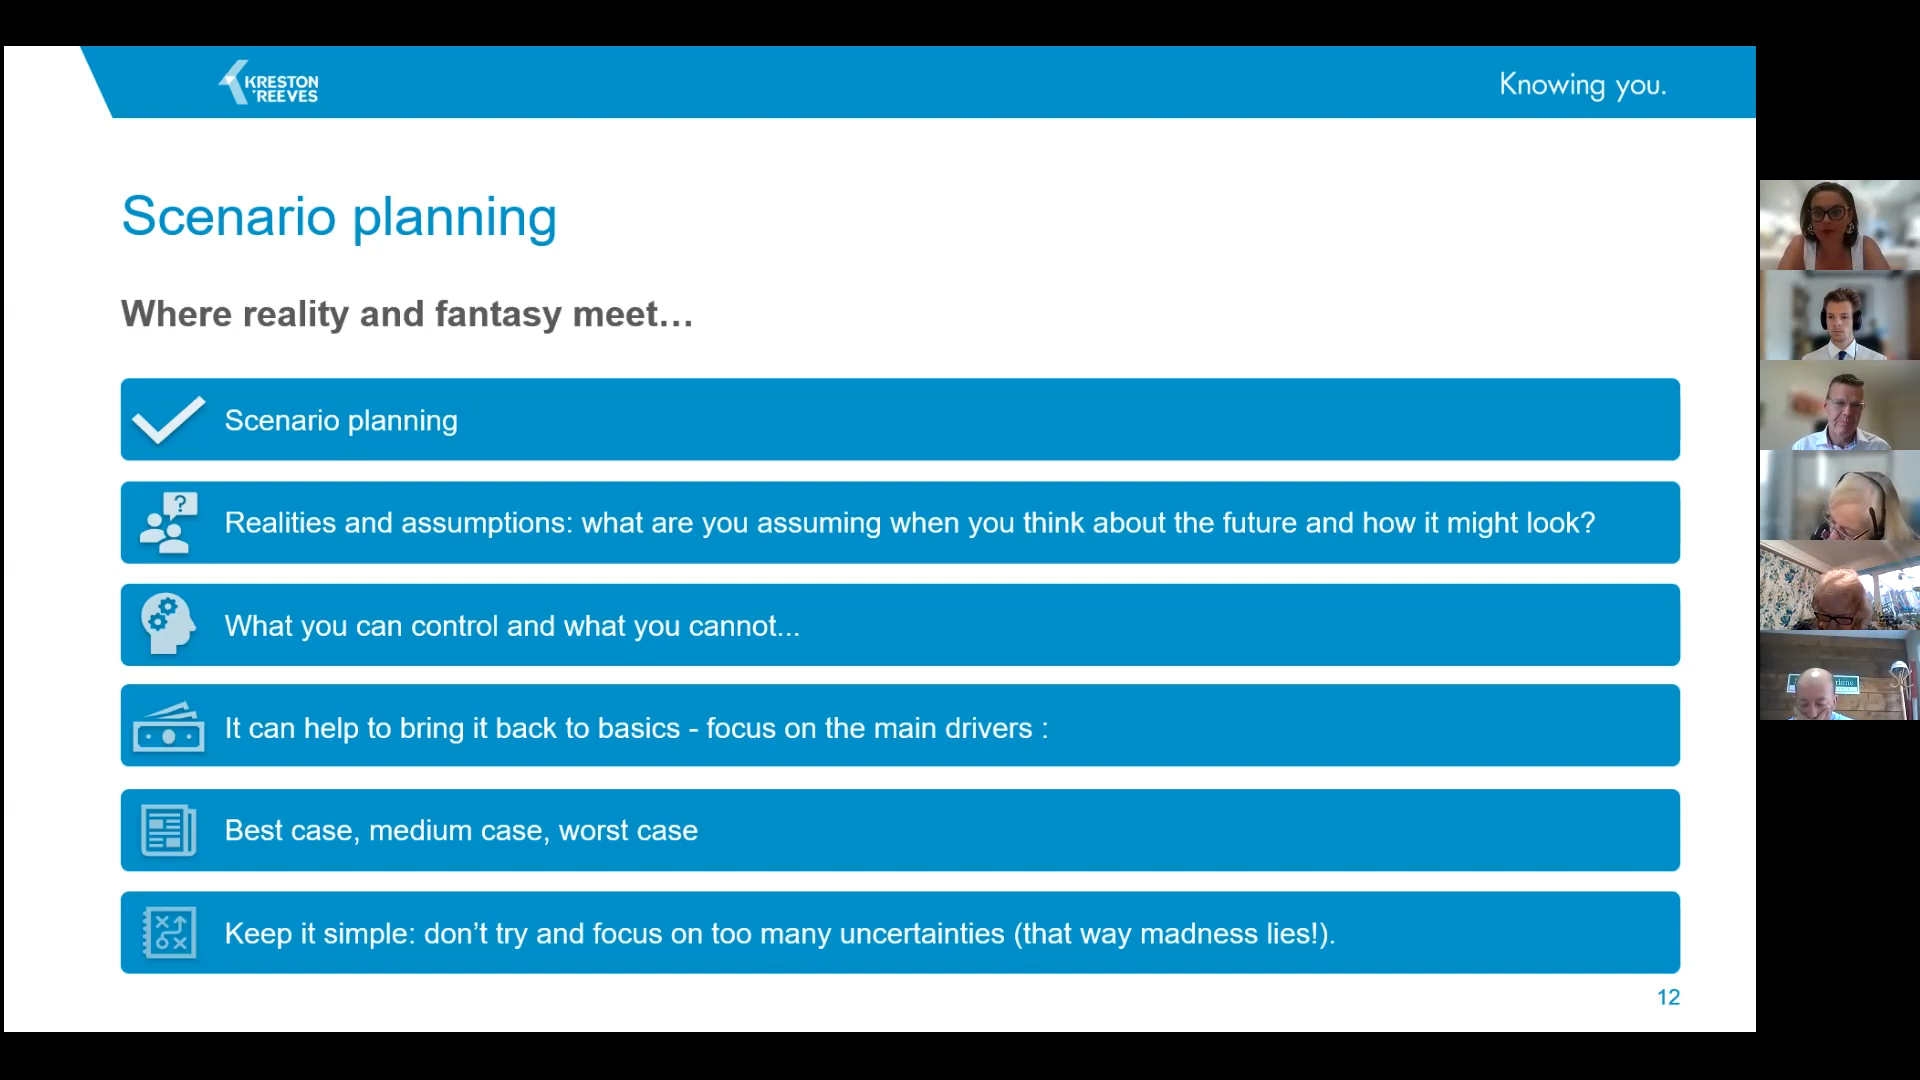 KRESTON
REEVES
Knowing you.
Scenario planning
Where reality and fantasy meet…
Scenario planning
?
Realities and assumptions: what are you assuming when you think about the future and how it might look?
What you can control and what you cannot...
It can help to bring it back to basics - focus on the main drivers :
Best case, medium case, worst case
Keep it simple: don’t try and focus on too many uncertainties (that way madness lies!).
12